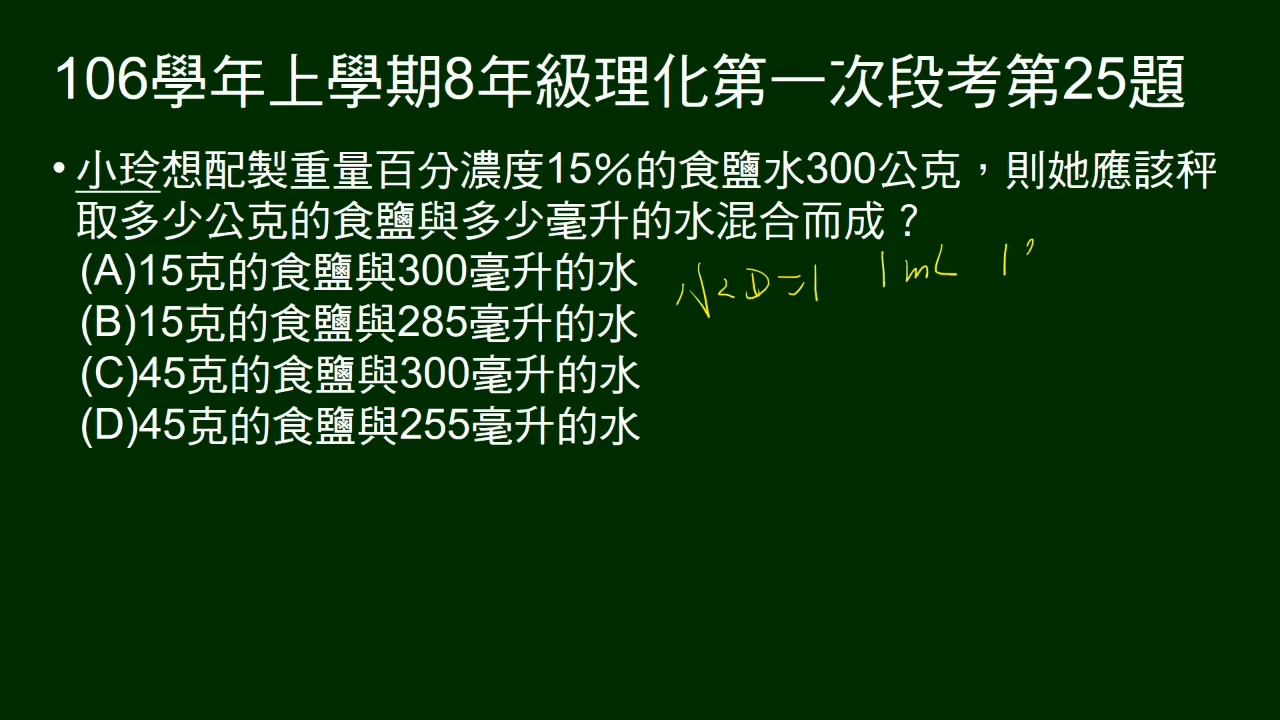 106學年上學期8年級理化第一次段考第25題
• 小玲想配製重量百分濃度15%的食鹽水300公克，則她應該秤
取多少公克的食鹽與多少毫升的水混合而成？
(A)15克的食鹽與300毫升的水
水 D=1 1mL 1
(B)15克的食鹽與285毫升的水
(C)45克的食鹽與300毫升的水
(D)45克的食鹽與255毫升的水